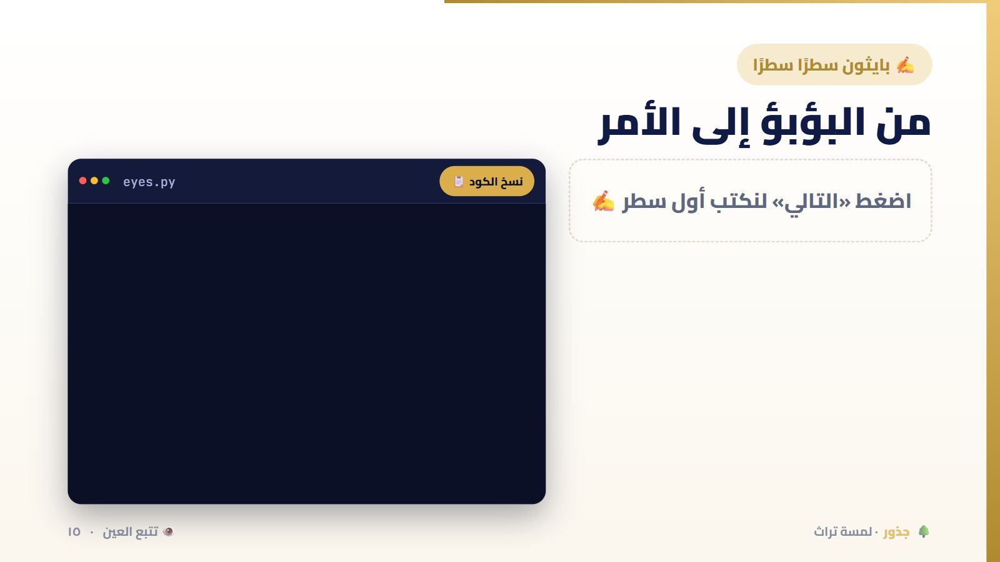 ✍️ بايثون سطرًا سطرًا
من البؤبؤ إلى الأمر
اضغط «التالي» لنكتب أول سطر ✍️
eyes.py
نسخ الكود 📋
🌳 جذور · لمسة تراث
👁️ تتبع العين · ١٥